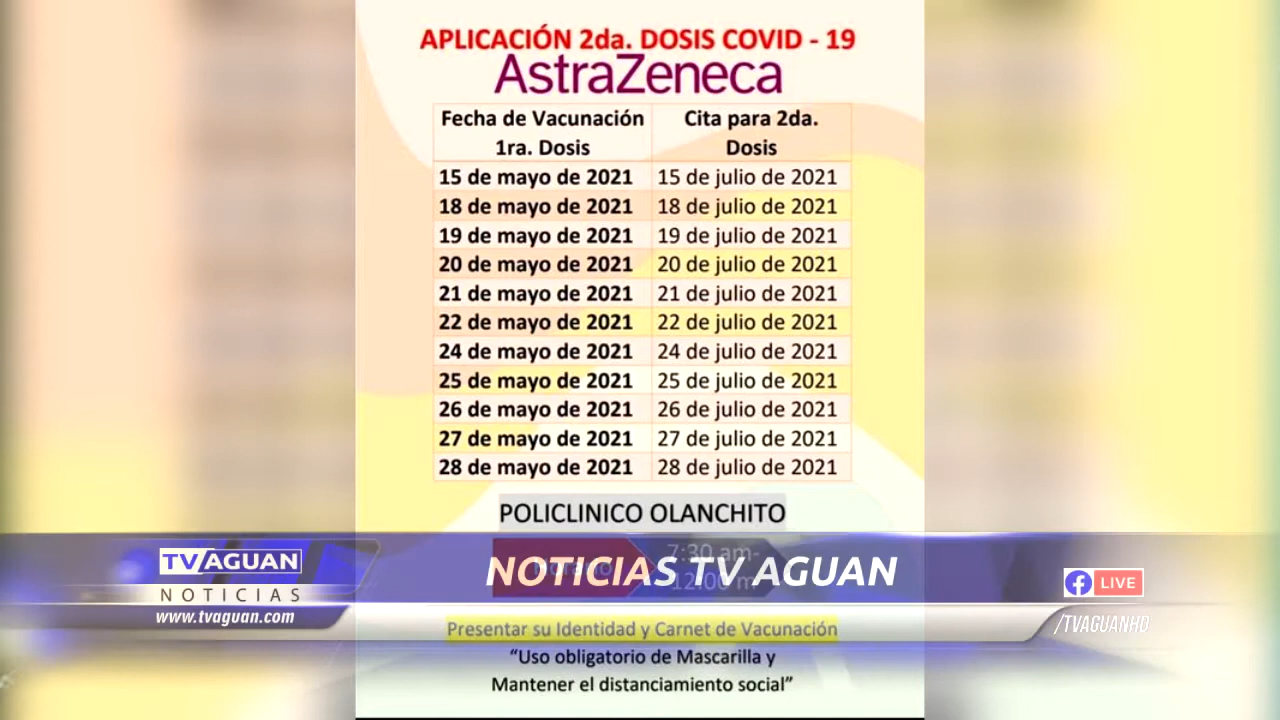 APLICACIÓN 2da. DOSIS COVID - 19
AstraZeneca
Fecha de Vacunación 1ra. Dosis
Cita para 2da. Dosis
15 de mayo de 2021 15 de julio de 2021
18 de mayo de 2021 18 de julio de 2021
19 de mayo de 2021 19 de julio de 2021
20 de mayo de 2021 20 de julio de 2021
21 de mayo de 2021 21 de julio de 2021
22 de mayo de 2021 22 de julio de 2021
24 de mayo de 2021 24 de julio de 2021
25 de mayo de 2021 25 de julio de 2021
26 de mayo de 2021 26 de julio de 2021
27 de mayo de 2021 27 de julio de 2021
28 de mayo de 2021 28 de julio de 2021
POLICLINICO OLANCHITO
7:30 am-
12:00 m
NOTICIAS TV AGUAN
TV AGUAN
NOTICIAS
www.tvaguan.com
LIVE
/TVAGUANHD
Presentar su Identidad y Carnet de Vacunación
“Uso obligatorio de Mascarilla y
Mantener el distanciamiento social”